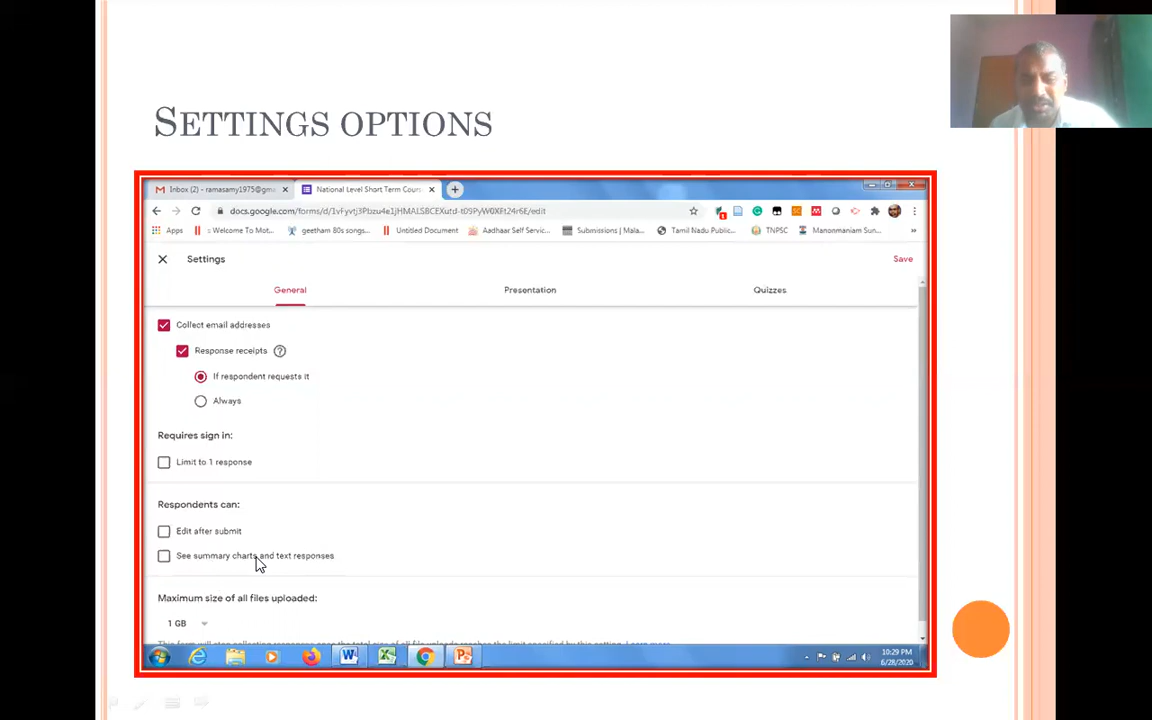 SETTINGS OPTIONS
Inbox (2) - ramasamy1975@gm
National Level Short Term Cour
docs.google.com/forms/d/
/edit
Apps : Welcome To Mot... geetham 80s songs... Untitled Document Aadhaar Self Servic... Submissions | Mala... Tamil Nadu Public... TNPSC Manonmaniam Sun... »
Settings
Save
General Presentation Quizzes
Collect email addresses
Response receipts ?
If respondent requests it
Always
Requires sign in:
Limit to 1 response
Respondents can:
Edit after submit
See summary charts and text responses
Maximum size of all files uploaded:
1 GB
10:29 PM
6/28/2020